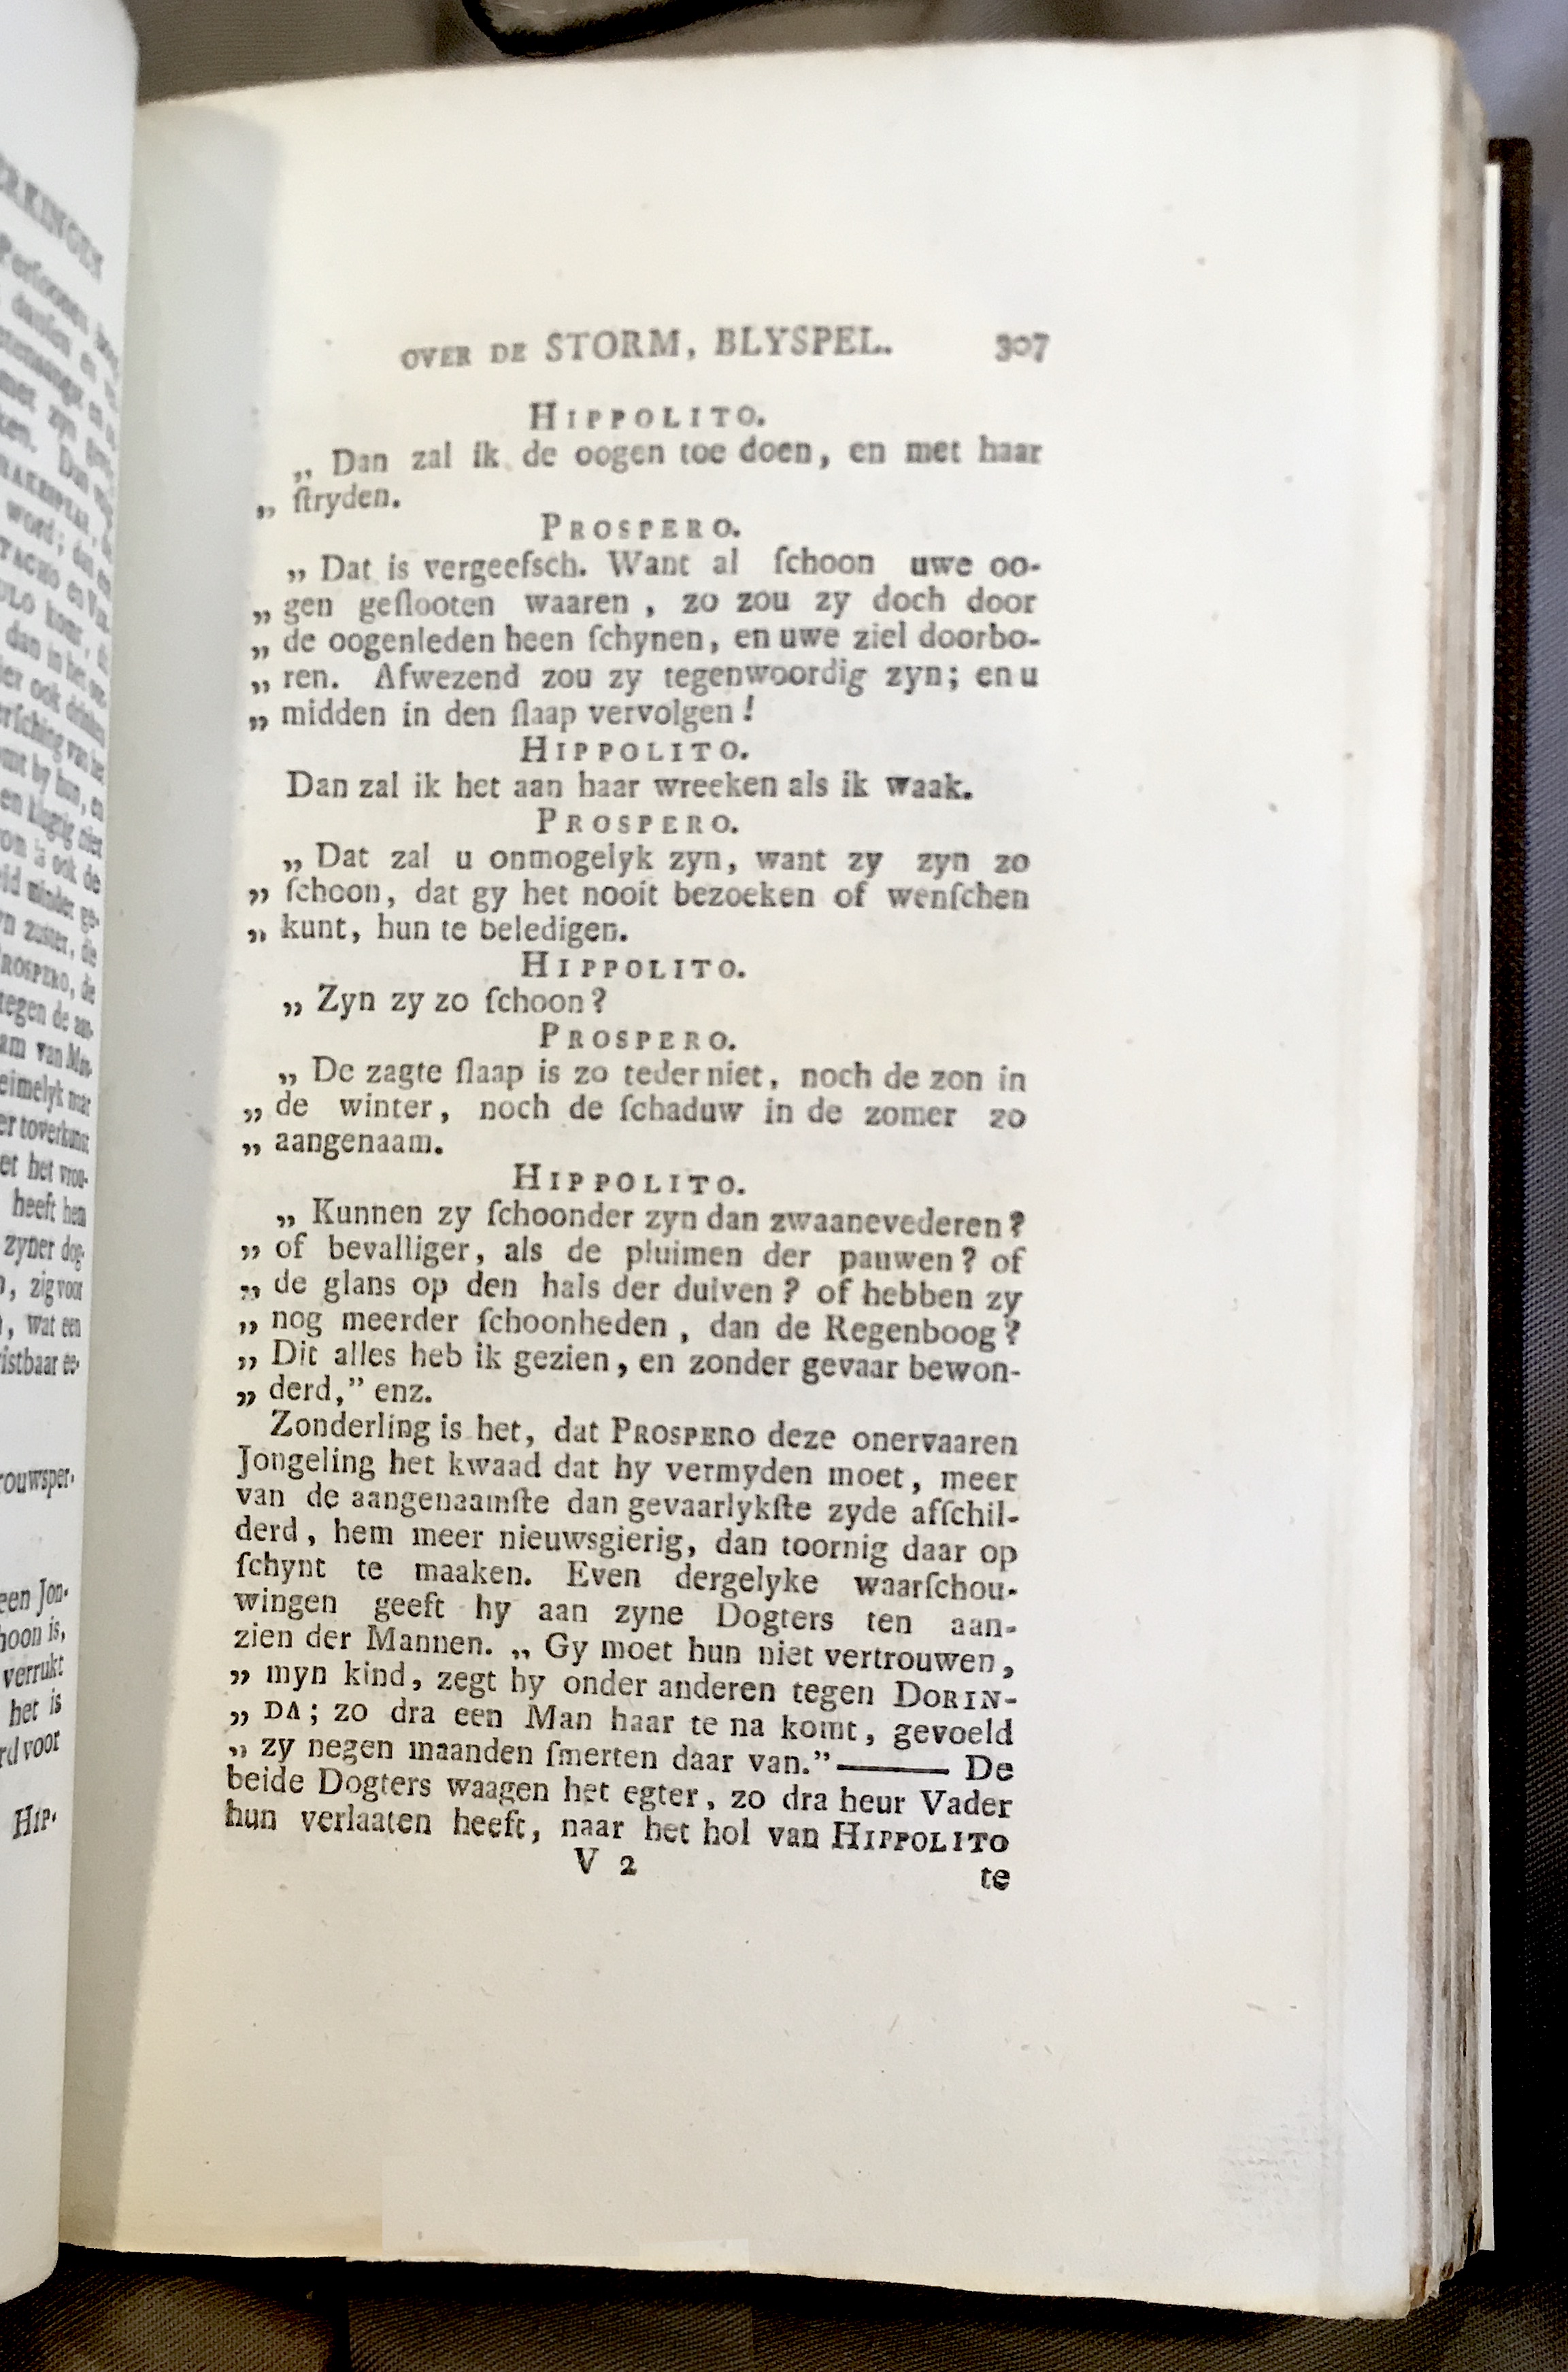 ERKINGEN
OVER DE STORM, BLYSPEL. 307
HIPPOLITO.
„ Dan zal ik de oogen toe doen, en met haar
„ ſtryden.
PROSPERO.
„ Dat is vergeefsch. Want al ſchoon uwe oo-
„ gen geſlooten waaren, zo zou zy doch door
„ de oogenleden heen ſchynen, en uwe ziel doorbo-
„ ren. Afwezend zou zy tegenwoordig zyn; en u
„ midden in den ſlaap vervolgen!
HIPPOLITO.
Dan zal ik het aan haar wreeken als ik waak.
PROSPERO.
„ Dat zal u onmogelyk zyn, want zy zyn zo
„ ſchoon, dat gy het nooit bezoeken of wenſchen
„ kunt, hun te beledigen.
HIPPOLITO.
„ Zyn zy zo ſchoon?
PROSPERO.
„ De zagte ſlaap is zo teder niet, noch de zon in
„ de winter, noch de ſchaduw in de zomer zo
„ aangenaam.
HIPPOLITO.
„ Kunnen zy ſchoonder zyn dan zwaanevederen?
„ of bevalliger, als de pluimen der pauwen? of
„ de glans op den hals der duiven? of hebben zy
„ nog meerder ſchoonheden, dan de Regenboog?
„ Dit alles heb ik gezien, en zonder gevaar bewon-
„ derd,” enz.
Zonderling is het, dat PROSPERO deze onervaaren
Jongeling het kwaad dat hy vermyden moet, meer
van de aangenaamſte dan gevaarlykſte zyde afſchil-
derd, hem meer nieuwsgierig, dan toornig daar op
ſchynt te maaken. Even dergelyke waarſchou-
wingen geeft hy aan zyne Dogters ten aan-
zien der Mannen. „ Gy moet hun niet vertrouwen,
„ myn kind, zegt hy onder anderen tegen DORIN-
„ DA; zo dra een Man haar te na komt, gevoeld
„ zy negen maanden ſmerten daar van.” —— De
beide Dogters waagen het egter, zo dra heur Vader
hun verlaaten heeft, naar het hol van HIPPOLITO
V 2 te